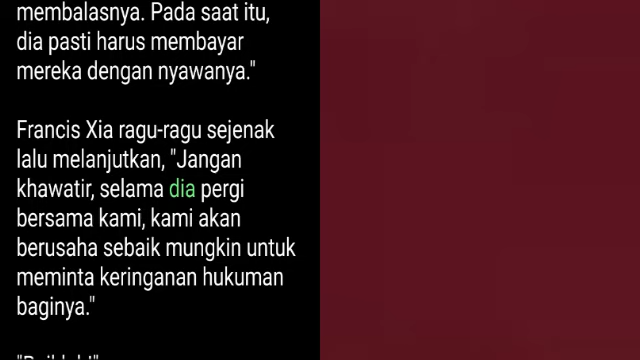 membalasnya. Pada saat itu,
dia pasti harus membayar
mereka dengan nyawanya."
Francis Xia ragu-ragu sejenak
lalu melanjutkan, "Jangan
khawatir, selama dia pergi
bersama kami, kami akan
berusaha sebaik mungkin untuk
meminta keringanan hukuman
baginya."